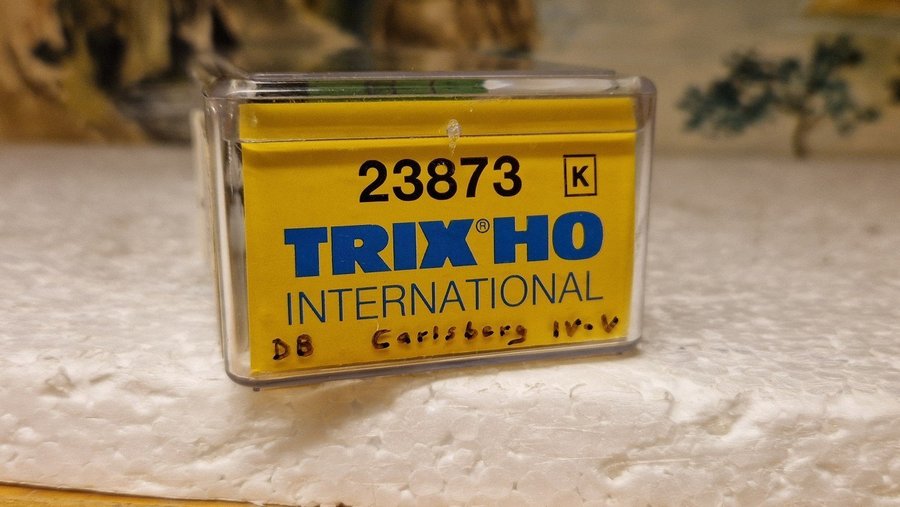 23873 K
TRIX® HO
INTERNATIONAL
DB Carlsberg IV-V